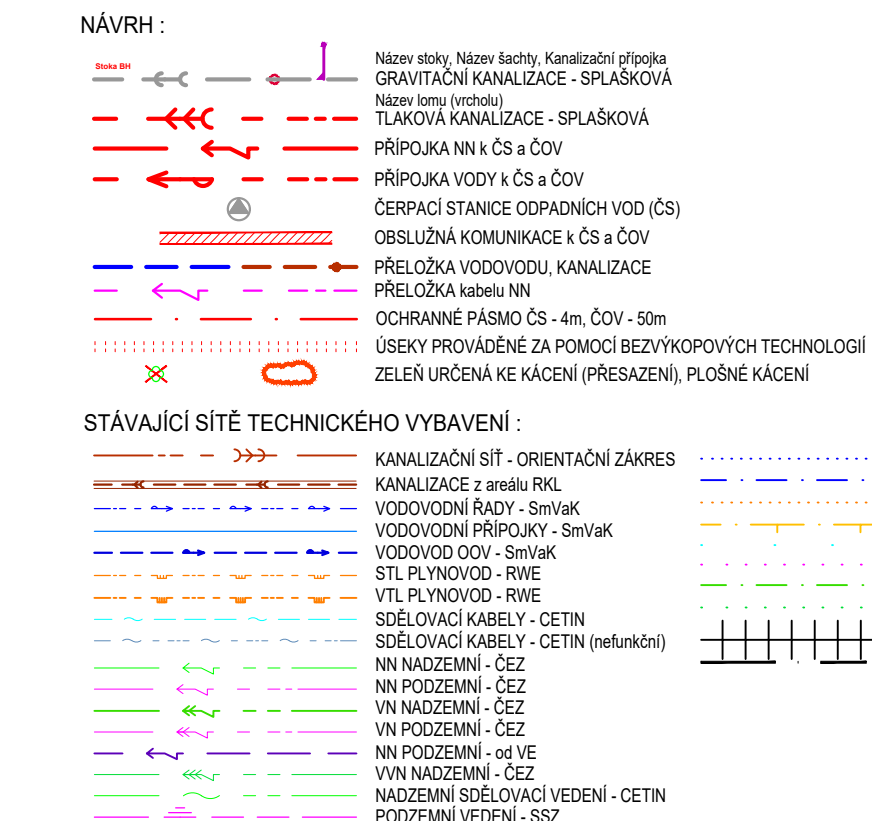 NÁVRH :
Stoka BH
Název stoky, Název šachty, Kanalizační přípojka
GRAVITAČNÍ KANALIZACE - SPLAŠKOVÁ
Název lomu (vrcholu)
TLAKOVÁ KANALIZACE - SPLAŠKOVÁ
PŘÍPOJKA NN k ČS a ČOV
PŘÍPOJKA VODY k ČS a ČOV
ČERPACÍ STANICE ODPADNÍCH VOD (ČS)
OBSLUŽNÁ KOMUNIKACE k ČS a ČOV
PŘELOŽKA VODOVODU, KANALIZACE
PŘELOŽKA kabelu NN
OCHRANNÉ PÁSMO ČS - 4m, ČOV - 50m
ÚSEKY PROVÁDĚNÉ ZA POMOCÍ BEZVÝKOPOVÝCH TECHNOLOGIÍ
ZELEŇ URČENÁ KE KÁCENÍ (PŘESAZENÍ), PLOŠNÉ KÁCENÍ
STÁVAJÍCÍ SÍTĚ TECHNICKÉHO VYBAVENÍ :
KANALIZAČNÍ SÍŤ - ORIENTAČNÍ ZÁKRES
KANALIZACE z areálu RKL
VODOVODNÍ ŘADY - SmVaK
VODOVODNÍ PŘÍPOJKY - SmVaK
VODOVOD OOV - SmVaK
STL PLYNOVOD - RWE
VTL PLYNOVOD - RWE
SDĚLOVACÍ KABELY - CETIN
SDĚLOVACÍ KABELY - CETIN (nefunkční)
NN NADZEMNÍ - ČEZ
NN PODZEMNÍ - ČEZ
VN NADZEMNÍ - ČEZ
VN PODZEMNÍ - ČEZ
NN PODZEMNÍ - od VE
VVN NADZEMNÍ - ČEZ
NADZEMNÍ SDĚLOVACÍ VEDENÍ - CETIN
PODZEMNÍ VEDENÍ - SSZ